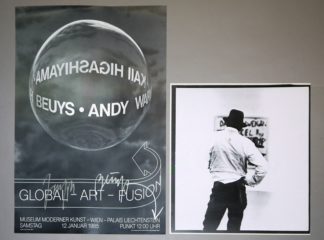 KAII HIGASHIYAMA
BEUYS • ANDY WAR
GLOBAL - ART - FUSION
MUSEUM MODERNER KUNST - WIEN - PALAIS LIECHTENSTEIN
SAMSTAG 12. JANUAR 1985 PUNKT 12:00 UHR